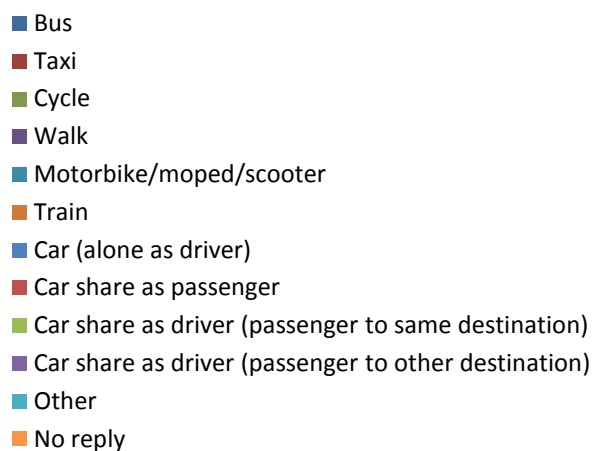 Bus
Taxi
Cycle
Walk
Motorbike/moped/scooter
Train
Car (alone as driver)
Car share as passenger
Car share as driver (passenger to same destination)
Car share as driver (passenger to other destination)
Other
No reply